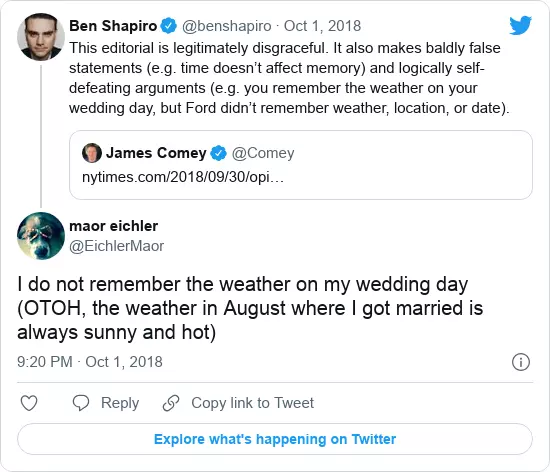 Ben Shapiro @benshapiro · Oct 1, 2018
This editorial is legitimately disgraceful. It also makes baldly false
statements (e.g. time doesn’t affect memory) and logically self-
defeating arguments (e.g. you remember the weather on your
wedding day, but Ford didn’t remember weather, location, or date).
James Comey @Comey
nytimes.com/2018/09/30/opi…
maor eichler
@EichlerMaor
I do not remember the weather on my wedding day
(OTOH, the weather in August where I got married is
always sunny and hot)
9:20 PM · Oct 1, 2018
Reply Copy link to Tweet
Explore what's happening on Twitter